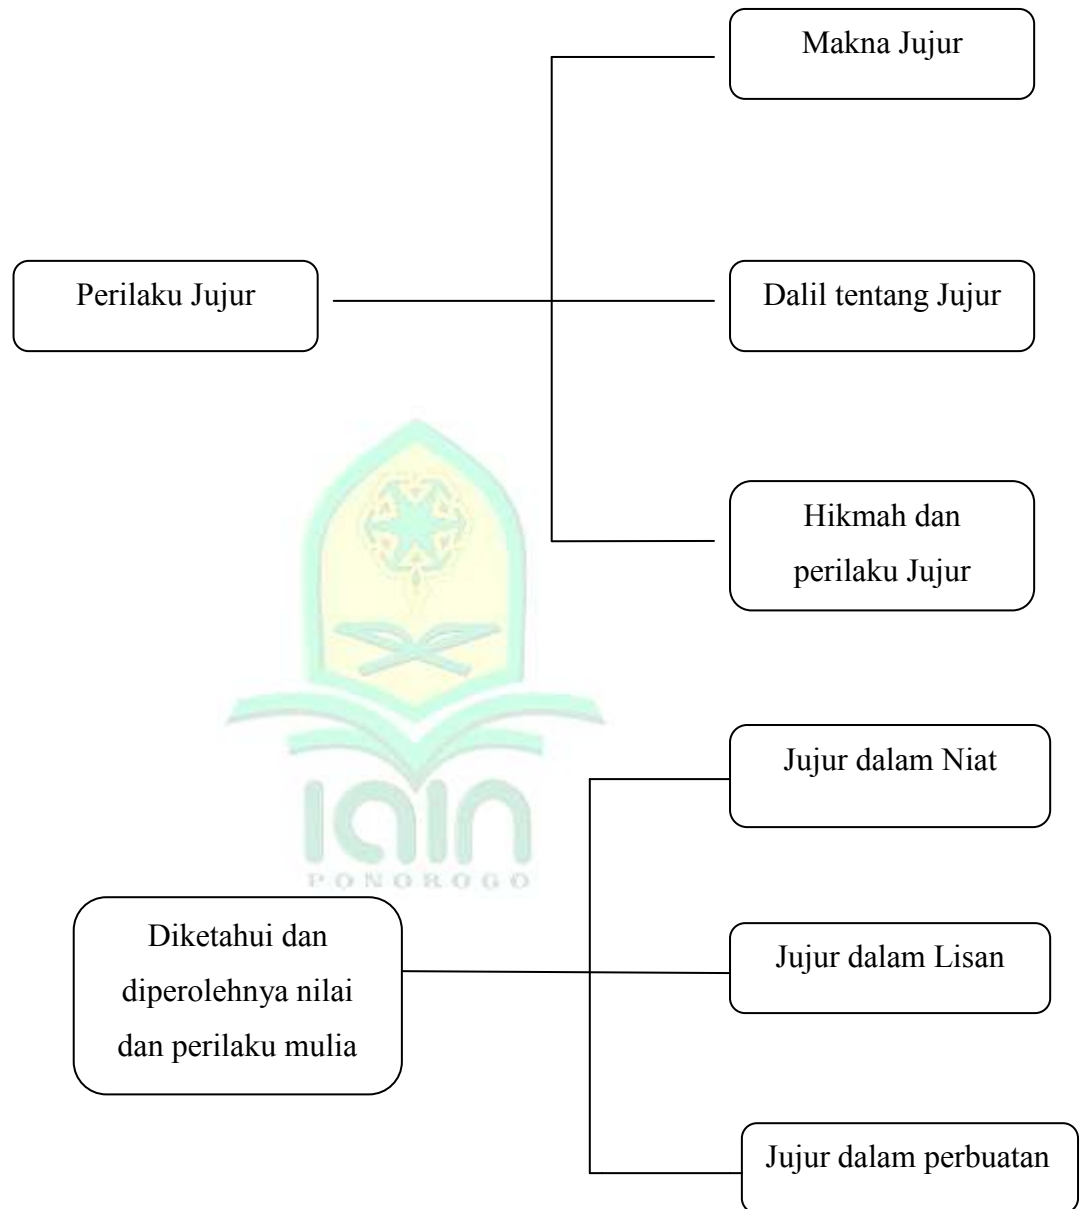 Makna Jujur
Perilaku Jujur
Dalil tentang Jujur
Hikmah dan
perilaku Jujur
iain
PONOROGO
Jujur dalam Niat
Diketahui dan
diperolehnya nilai
dan perilaku mulia
Jujur dalam Lisan
Jujur dalam perbuatan